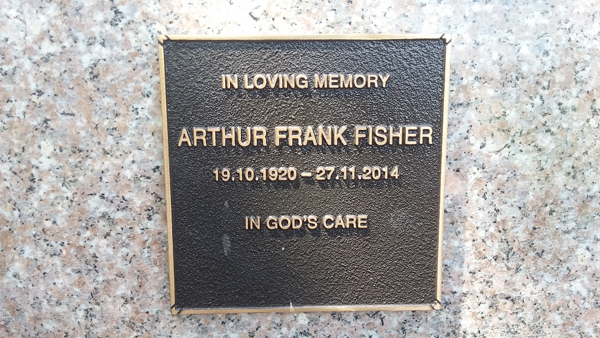 IN LOVING MEMORY
ARTHUR FRANK FISHER
19.10.1920 – 27.11.2014
IN GOD'S CARE